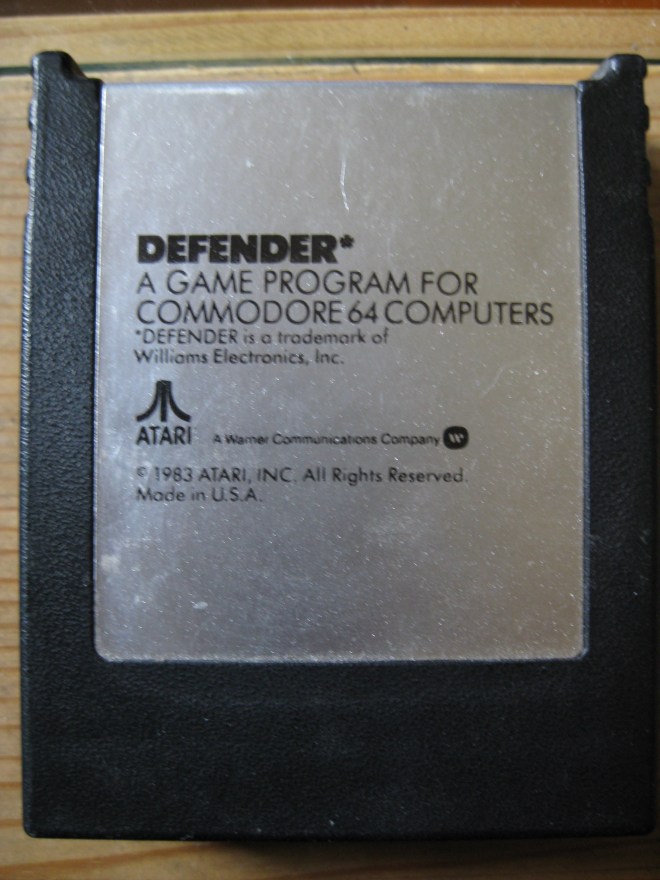 DEFENDER*
A GAME PROGRAM FOR
COMMODORE 64 COMPUTERS
*DEFENDER is a trademark of
Williams Electronics, Inc.
ATARI A Warner Communications Company
© 1983 ATARI, INC. All Rights Reserved.
Made in U.S.A.